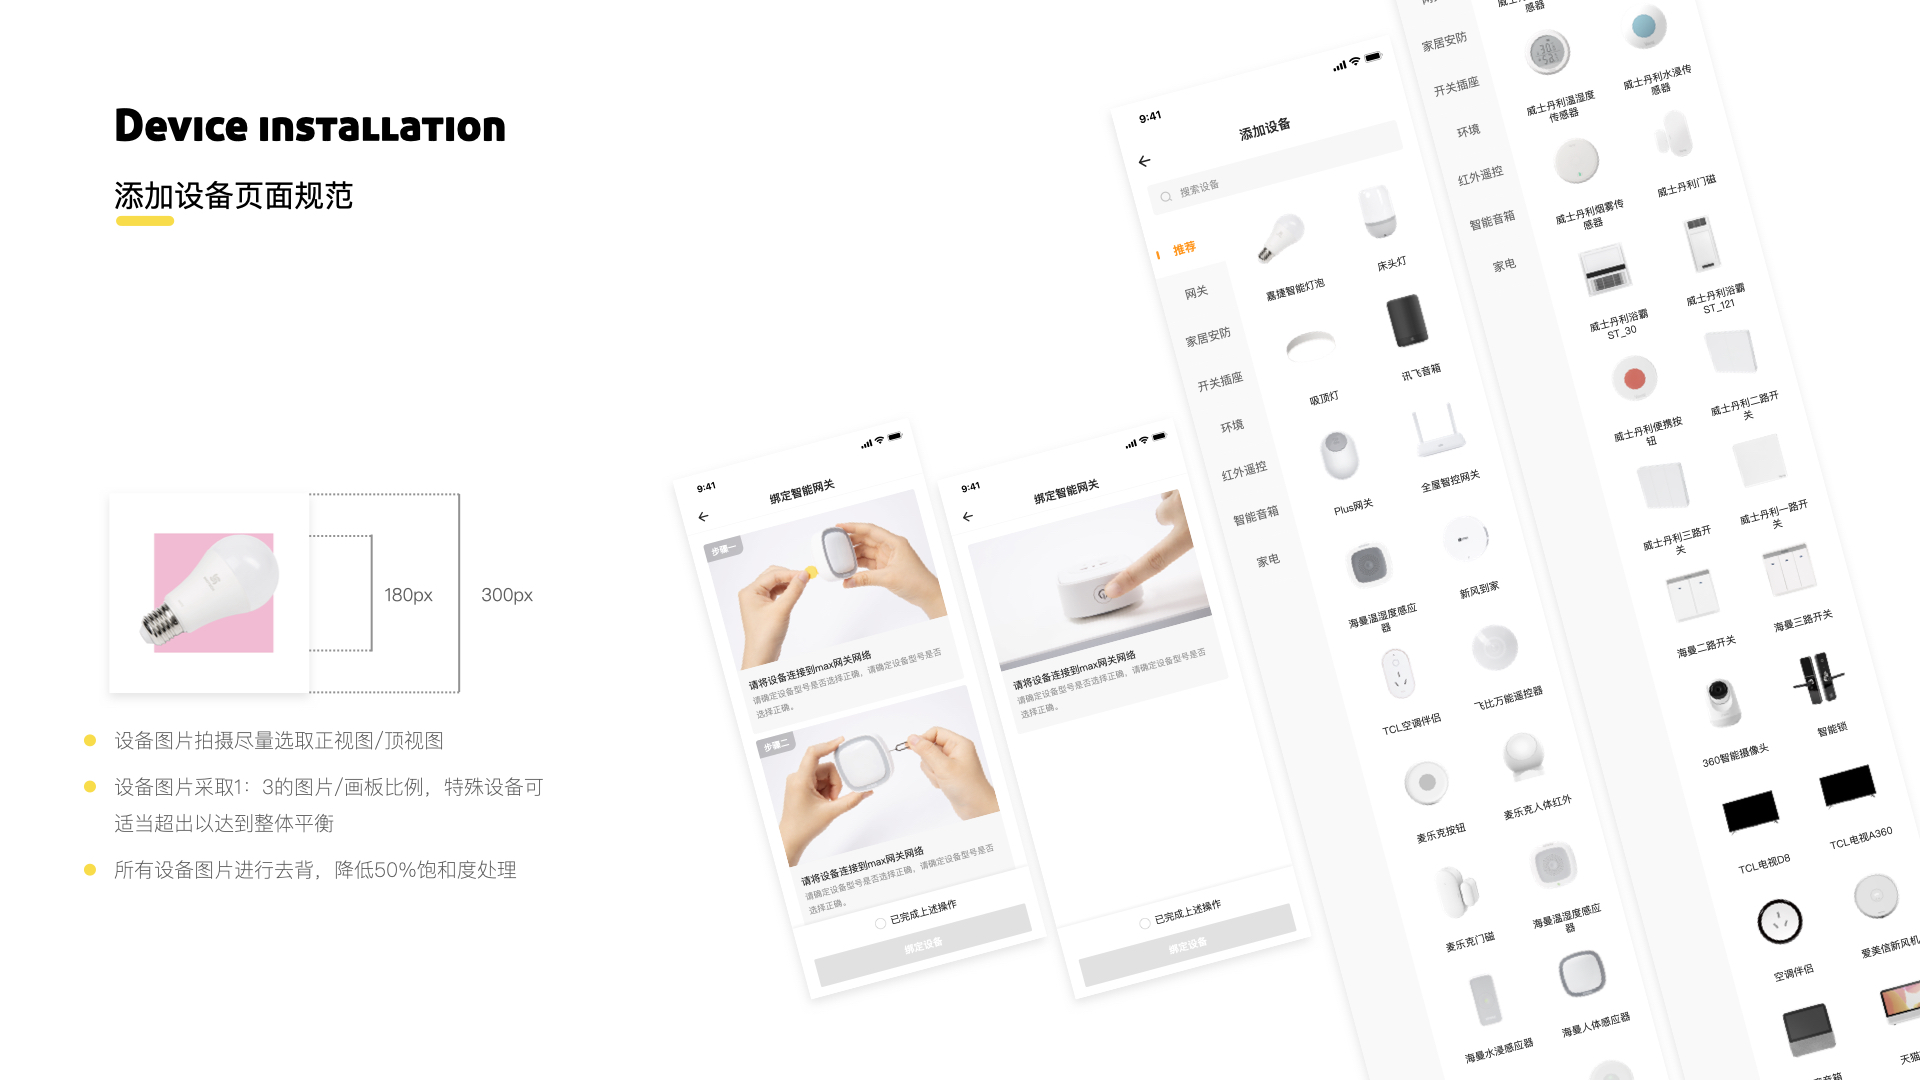 Device installation
添加设备页面规范
180px
300px
设备图片拍摄尽量选取正视图/顶视图
设备图片采取1：3的图片/画板比例，特殊设备可
适当超出以达到整体平衡
所有设备图片进行去背，降低50%饱和度处理
9:41
绑定智能网关
步骤一
请将设备连接到max网关网络
请确定设备型号是否选择正确，请确定设备型号是否
选择正确。
步骤二
请将设备连接到max网关网络
请确定设备型号是否选择正确，请确定设备型号是否
选择正确。
已完成上述操作
绑定设备
9:41
绑定智能网关
请将设备连接到max网关网络
请确定设备型号是否选择正确，请确定设备型号是否
选择正确。
已完成上述操作
绑定设备
9:41
添加设备
搜索设备
推荐
网关
家居安防
开关插座
环境
红外遥控
智能音箱
家电
嘉捷智能灯泡
床头灯
吸顶灯
讯飞音箱
Plus网关
全屋智控网关
海曼温湿度感应
器
新风到家
TCL空调伴侣
飞比万能遥控器
麦乐克按钮
麦乐克人体红外
麦乐克门磁
海曼温湿度感应
器
海曼水浸感应器
海曼人体感应器
家居安防
开关插座
环境
红外遥控
智能音箱
家电
感器
威士丹利温湿度
传感器
威士丹利水浸传
感器
威士丹利烟雾传
感器
威士丹利门磁
威士丹利浴霸
ST_30
威士丹利浴霸
ST_121
威士丹利便携按
钮
威士丹利二路开
关
威士丹利三路开
关
威士丹利一路开
关
海曼二路开关
海曼三路开关
360智能摄像头
智能锁
TCL电视D8
TCL电视A360
空调伴侣
爱美信新风机
天猫